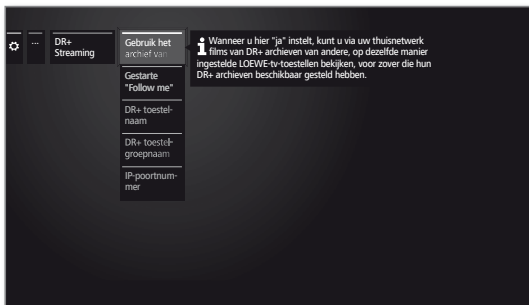 ...
DR+
Streaming
Gebruik het
archief van
Gestarte
"Follow me"
DR+ toestel-
naam
DR+ toestel-
groepnaam
IP-poortnum-
mer
i Wanneer u hier "ja" instelt, kunt u via uw thuisnetwerk
films van DR+ archieven van andere, op dezelfde manier
ingestelde LOEWE-tv-toestellen bekijken, voor zover die hun
DR+ archieven beschikbaar gesteld hebben.